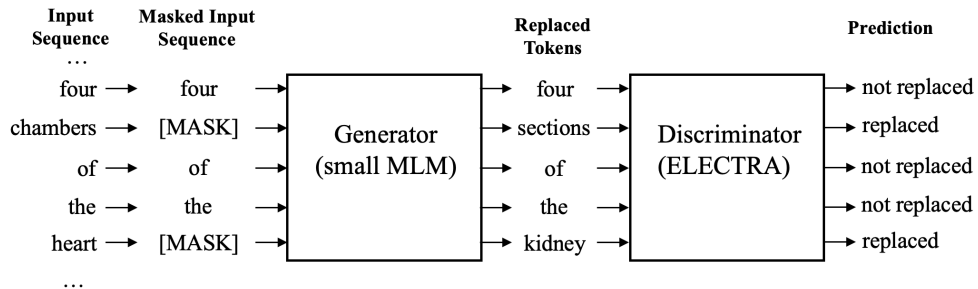 Input Sequence    Masked Input Sequence    Replaced Tokens    Prediction
…
four    four    four    not replaced
chambers    [MASK]    Generator (small MLM)    sections    Discriminator (ELECTRA)    replaced
of    of    of    not replaced
the    the    the    not replaced
heart    [MASK]    kidney    replaced
…